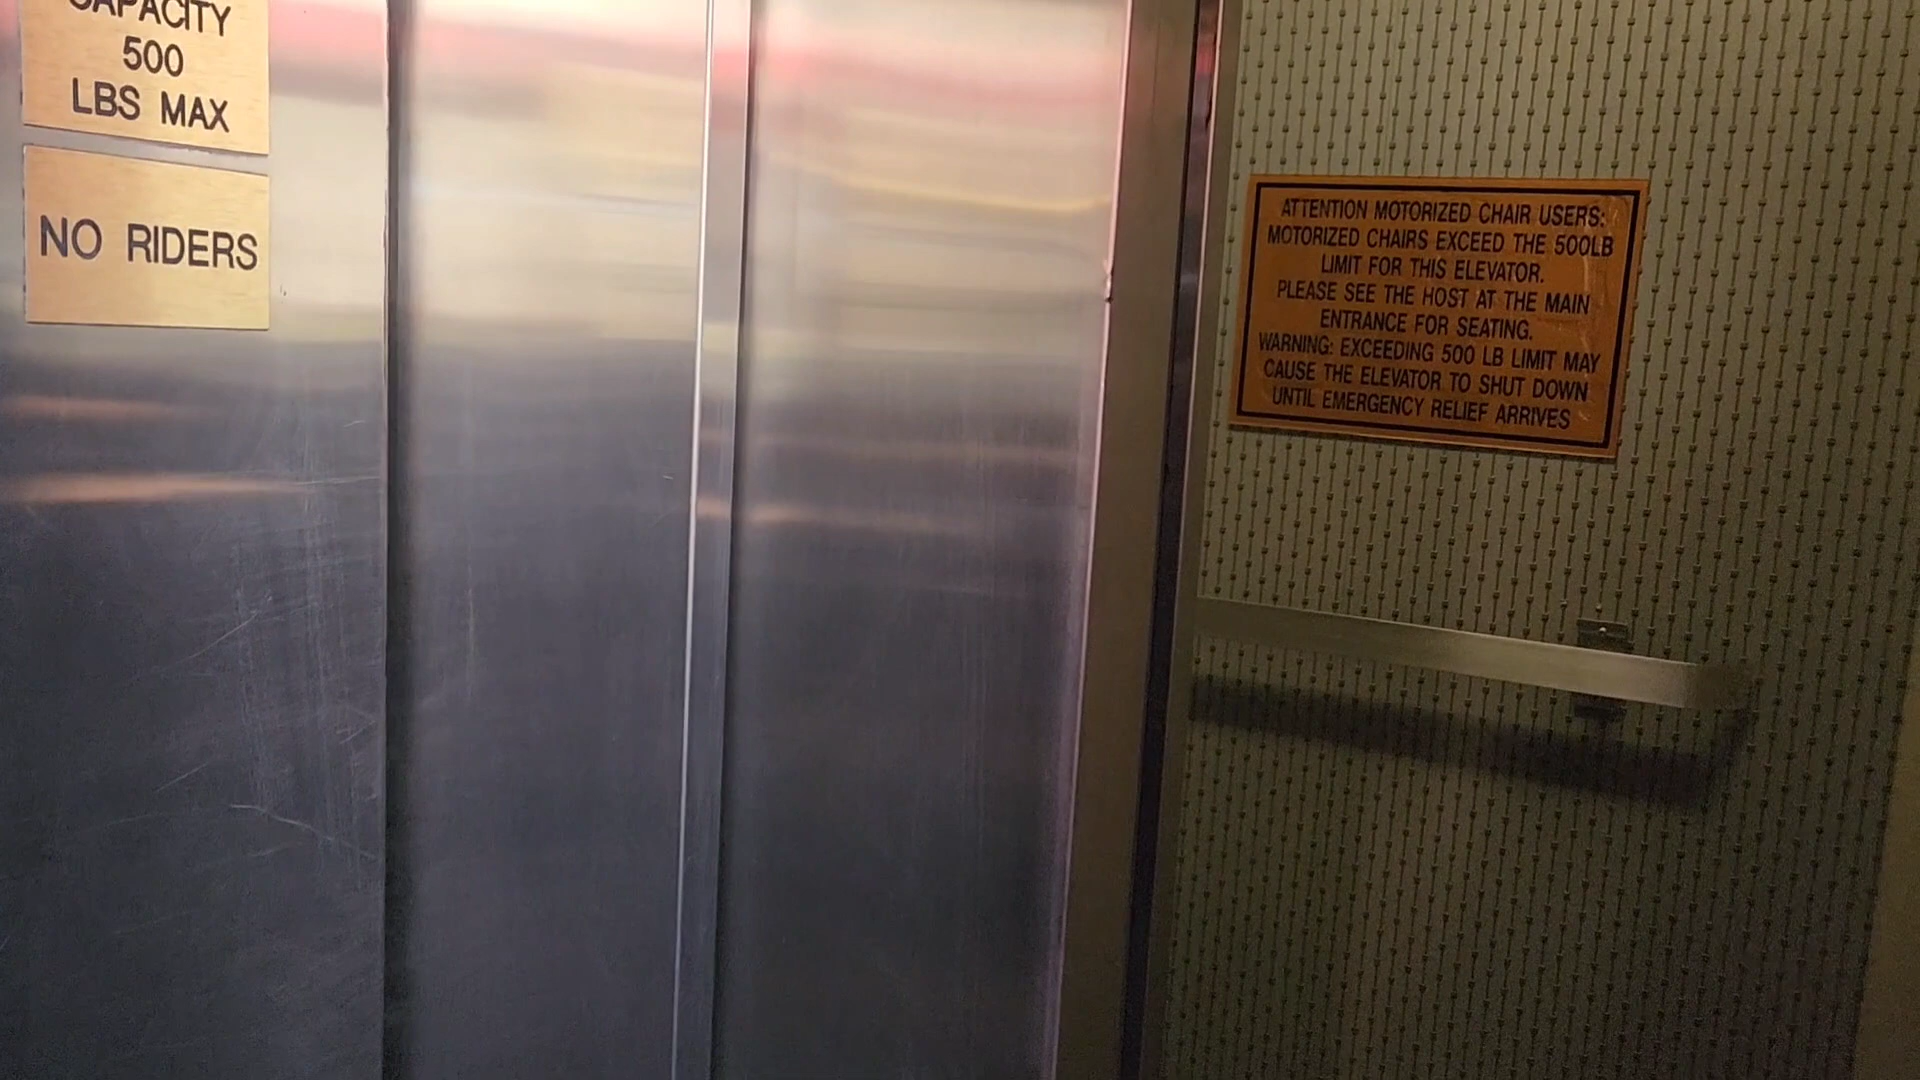 CAPACITY
500
LBS MAX
NO RIDERS
ATTENTION MOTORIZED CHAIR USERS:
MOTORIZED CHAIRS EXCEED THE 500LB
LIMIT FOR THIS ELEVATOR.
PLEASE SEE THE HOST AT THE MAIN
ENTRANCE FOR SEATING.
WARNING: EXCEEDING 500 LB LIMIT MAY
CAUSE THE ELEVATOR TO SHUT DOWN
UNTIL EMERGENCY RELIEF ARRIVES